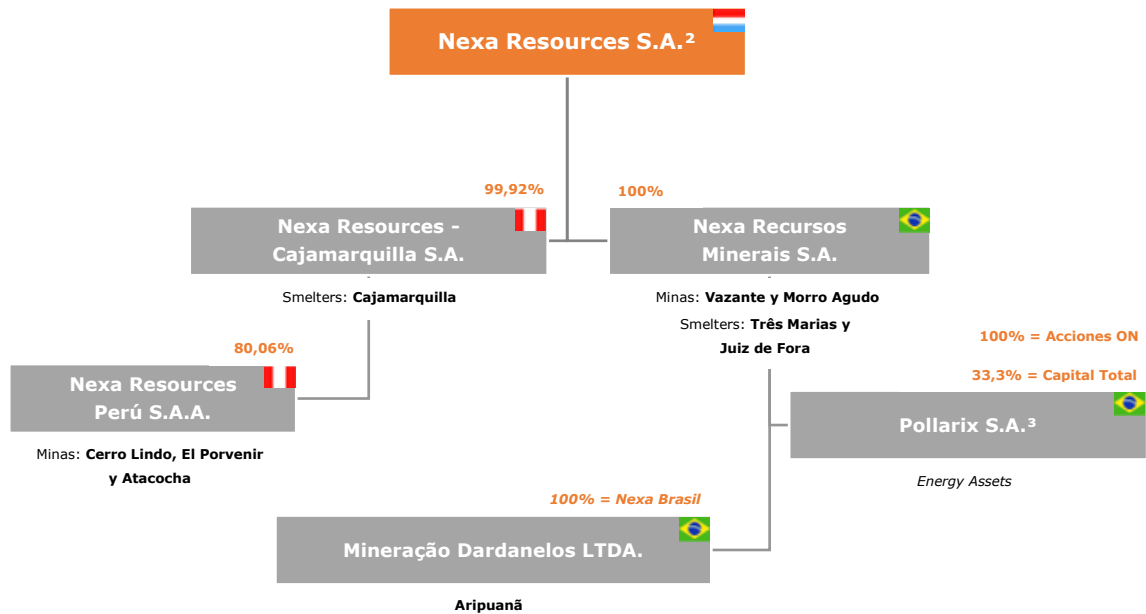 Nexa Resources S.A.²
99,92%
100%
Nexa Resources -
Cajamarquilla S.A.
Nexa Recursos
Minerais S.A.
Smelters: Cajamarquilla
Minas: Vazante y Morro Agudo
Smelters: Três Marias y
Juiz de Fora
100% = Acciones ON
80,06%
33,3% = Capital Total
Nexa Resources
Perú S.A.A.
Pollarix S.A.³
Minas: Cerro Lindo, El Porvenir
y Atacocha
Energy Assets
100% = Nexa Brasil
Mineração Dardanelos LTDA.
Aripuanã